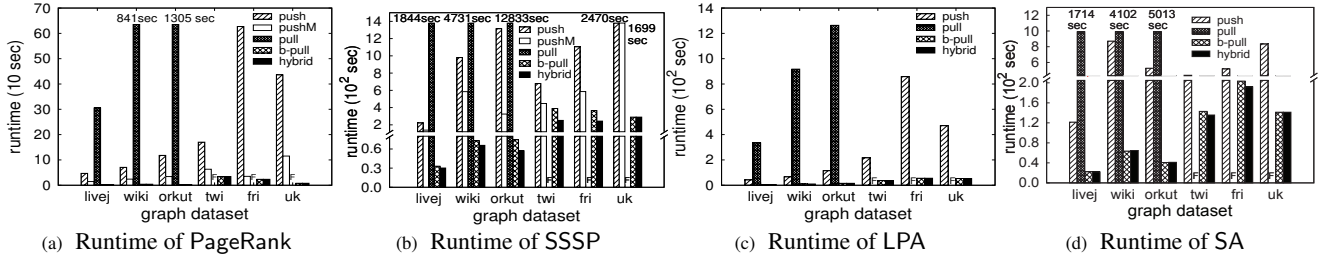 841sec 1305 sec
push
pushM
pull
b-pull
hybrid
70
60
50
40
30
20
10
0
runtime (10 sec)
F F F
livej wiki orkut twi fri uk
graph dataset
(a) Runtime of PageRank
1844sec 4731sec 12833sec 2470sec
1699
sec
push
pushM
pull
b-pull
hybrid
14
12
10
8
6
4
2
0.6
0.3
0.0
runtime (10² sec)
F F F
livej wiki orkut twi fri uk
graph dataset
(b) Runtime of SSSP
push
pull
b-pull
hybrid
14
12
10
8
6
4
2
0
runtime (10² sec)
F F F
livej wiki orkut twi fri uk
graph dataset
(c) Runtime of LPA
1714 4102 5013
sec sec sec
push
pull
b-pull
hybrid
10
8
6
4
2.0
1.6
1.2
0.8
0.4
0
runtime (10² sec)
F F F
livej wiki orkut twi fri uk
graph dataset
(d) Runtime of SA